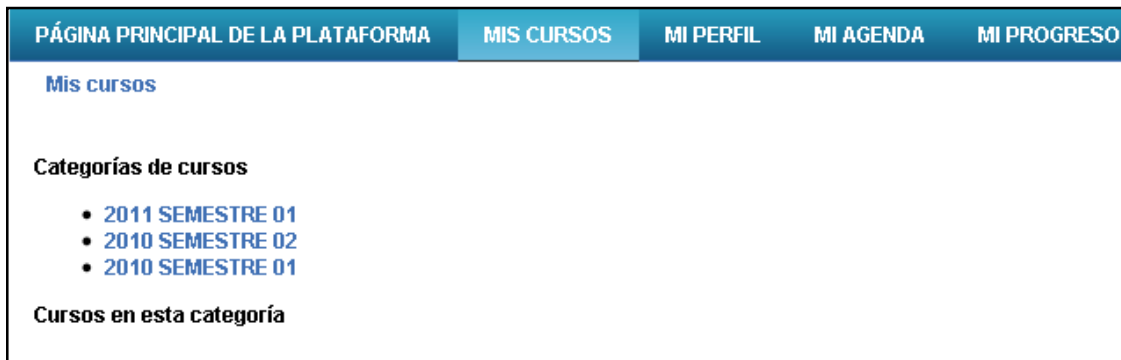 PÁGINA PRINCIPAL DE LA PLATAFORMA MIS CURSOS MI PERFIL MI AGENDA MI PROGRESO
Mis cursos
Categorías de cursos
• 2011 SEMESTRE 01
• 2010 SEMESTRE 02
• 2010 SEMESTRE 01
Cursos en esta categoría